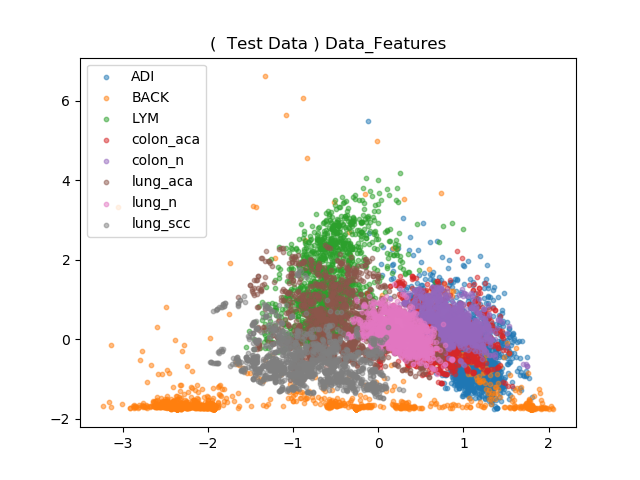 ( Test Data ) Data_Features
ADI
BACK
LYM
colon_aca
colon_n
lung_aca
lung_n
lung_scc
6
4
2
0
−2
−3 −2 −1 0 1 2